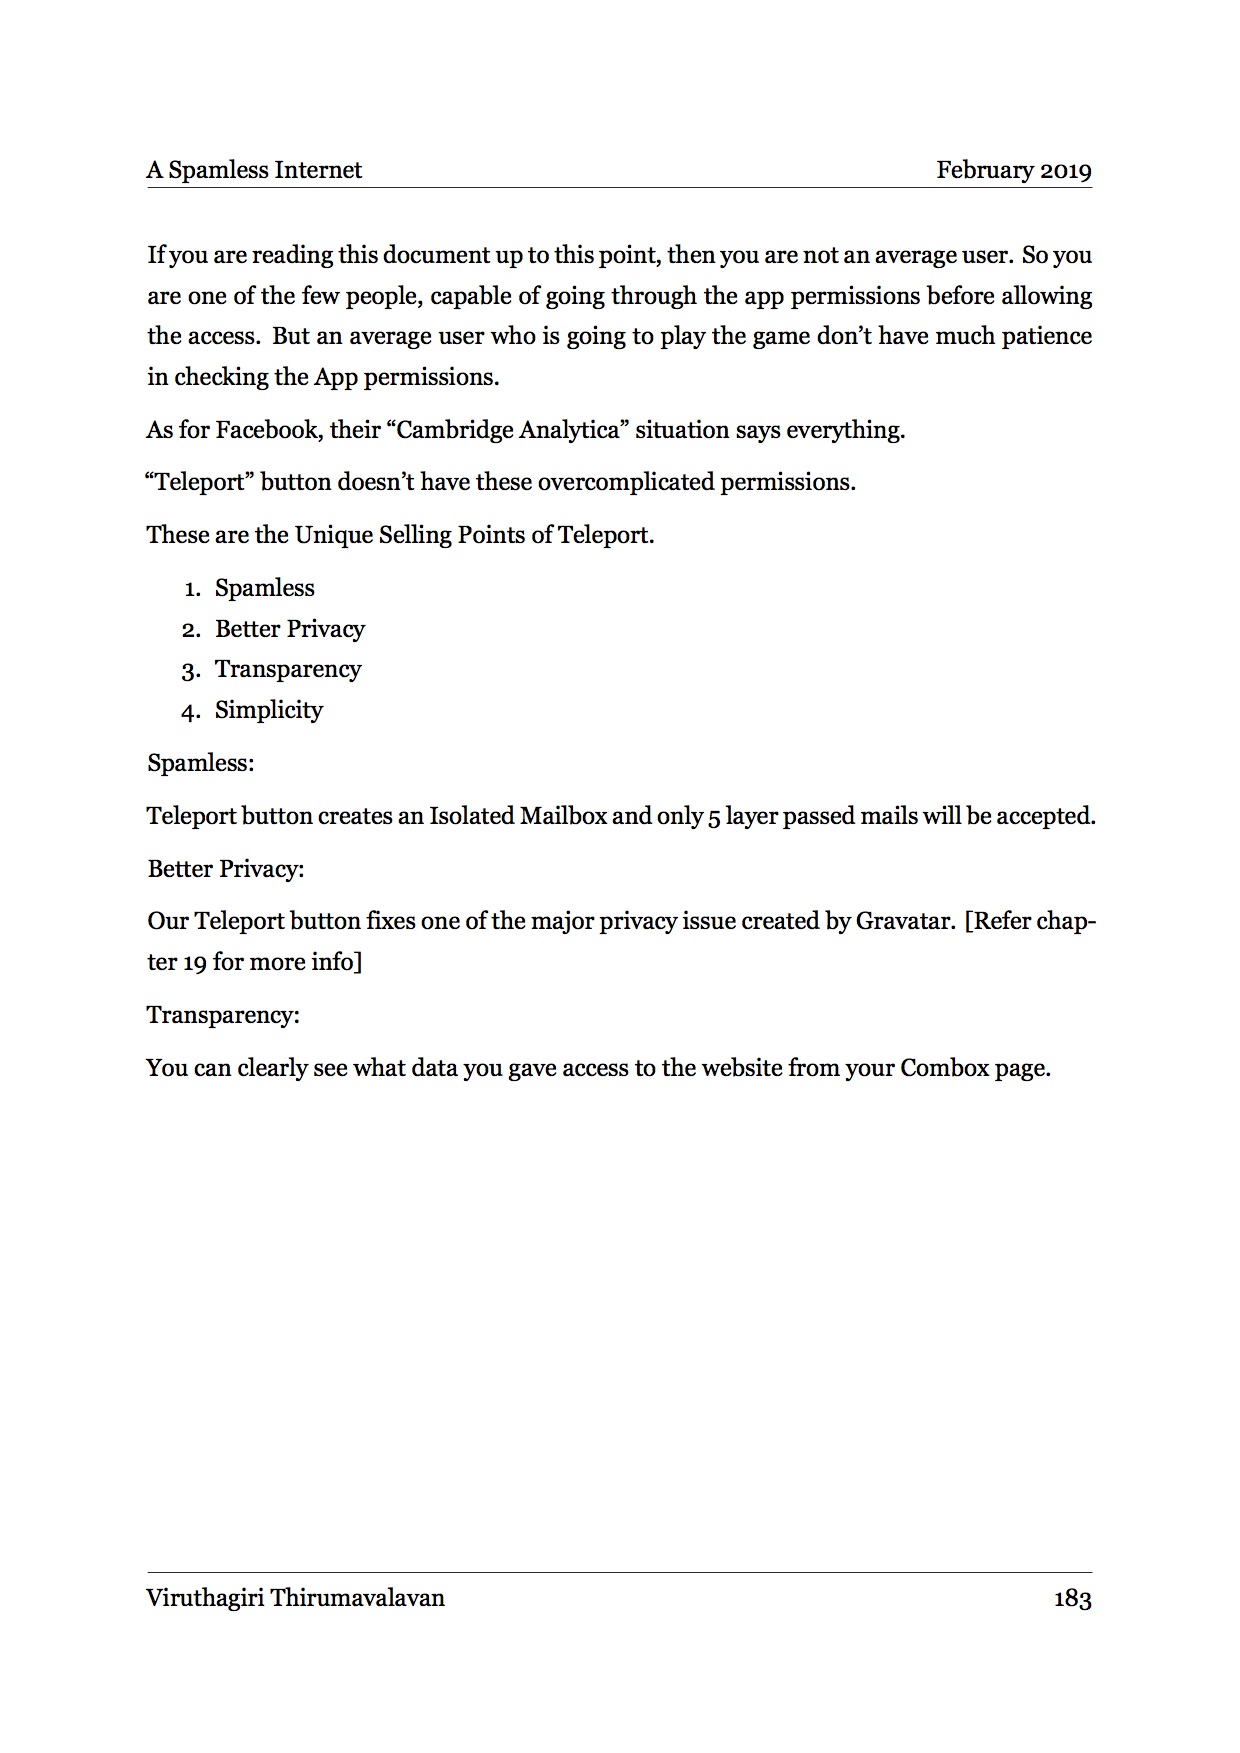 A Spamless Internet February 2019
If you are reading this document up to this point, then you are not an average user. So you
are one of the few people, capable of going through the app permissions before allowing
the access. But an average user who is going to play the game don’t have much patience
in checking the App permissions.
As for Facebook, their “Cambridge Analytica” situation says everything.
“Teleport” button doesn’t have these overcomplicated permissions.
These are the Unique Selling Points of Teleport.
1. Spamless
2. Better Privacy
3. Transparency
4. Simplicity
Spamless:
Teleport button creates an Isolated Mailbox and only 5 layer passed mails will be accepted.
Better Privacy:
Our Teleport button fixes one of the major privacy issue created by Gravatar. [Refer chap-
ter 19 for more info]
Transparency:
You can clearly see what data you gave access to the website from your Combox page.
Viruthagiri Thirumavalavan 183